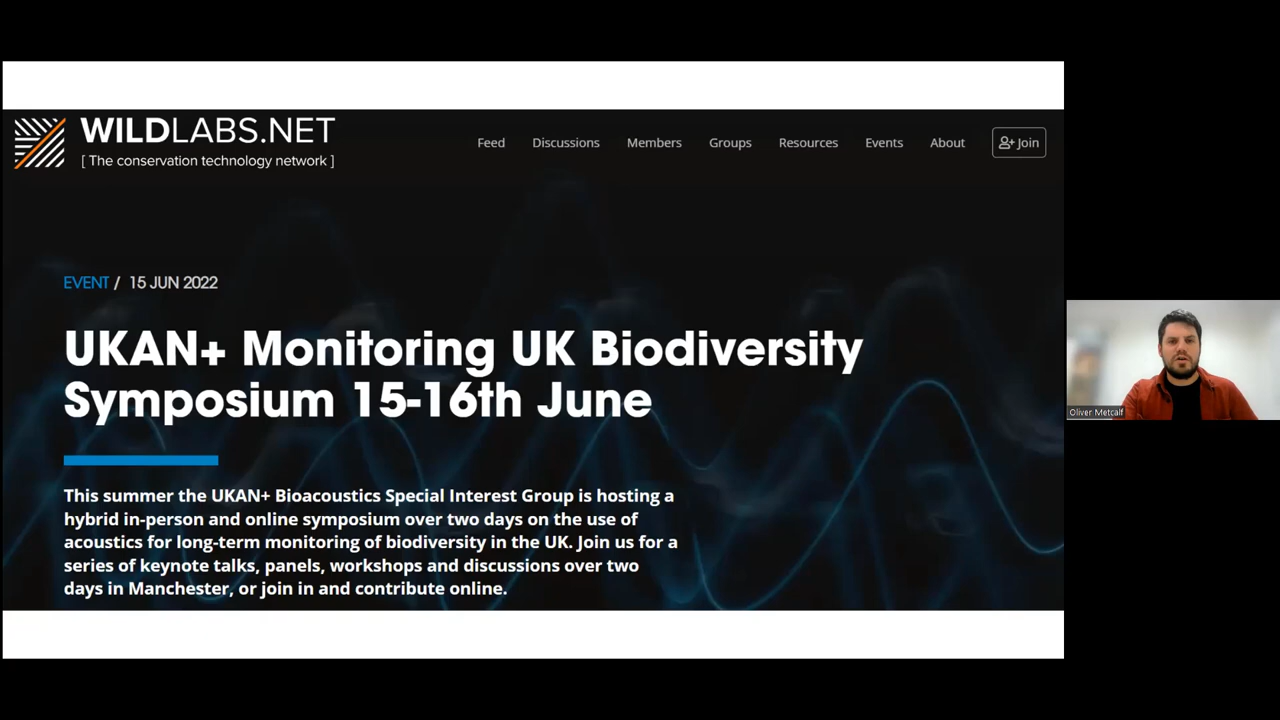 WILDLABS.NET
[ The conservation technology network ]
Feed Discussions Members Groups Resources Events About Join
EVENT / 15 JUN 2022
UKAN+ Monitoring UK Biodiversity
Symposium 15-16th June
This summer the UKAN+ Bioacoustics Special Interest Group is hosting a
hybrid in-person and online symposium over two days on the use of
acoustics for long-term monitoring of biodiversity in the UK. Join us for a
series of keynote talks, panels, workshops and discussions over two
days in Manchester, or join in and contribute online.
Oliver Metcalf